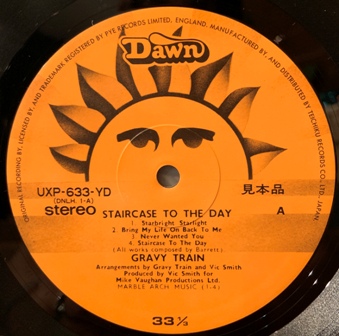 ORIGINAL RECORDING BY, LICENSED BY, AND TRADEMARK REGISTERED BY PYE RECORDS LIMITED, ENGLAND. MANUFACTURED BY AND DISTRIBUTED BY TEICHIKU RECORDS CO. LTD. JAPAN
Dawn
UXP-633-YD
(DNLH. 1-A)
stereo
見本品
A
STAIRCASE TO THE DAY
1. Starbright Starlight
2. Bring My Life On Back To Me
3. Never Wanted You
4. Staircase To The Day
(All works composed by Barrett)
GRAVY TRAIN
Arrangements by Gravy Train and Vic Smith
Produced by Vic Smith for
Mike Vaughan Productions Ltd.
MARBLE ARCH MUSIC (1-4)
33⅓